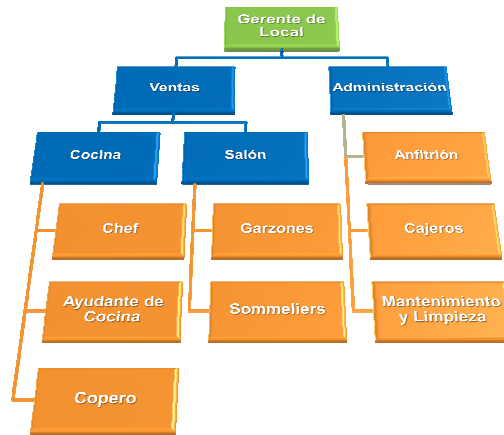 Gerente de
Local
Ventas
Administración
Cocina
Salón
Anfitrión
Chef
Garzones
Cajeros
Ayudante de
Cocina
Sommeliers
Mantenimiento
y Limpieza
Copero